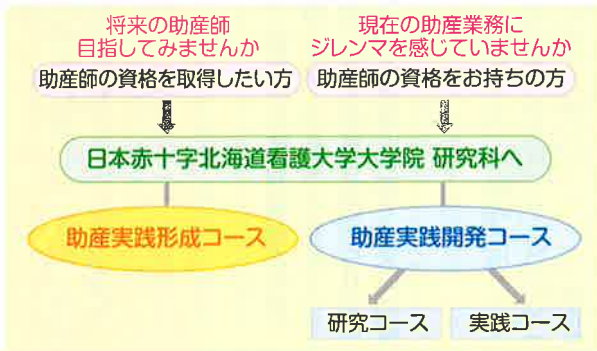 将来の助産師
目指してみませんか
助産師の資格を取得したい方
現在の助産業務に
ジレンマを感じていませんか
助産師の資格をお持ちの方
日本赤十字北海道看護大学大学院 研究科へ
助産実践形成コース
助産実践開発コース
研究コース
実践コース